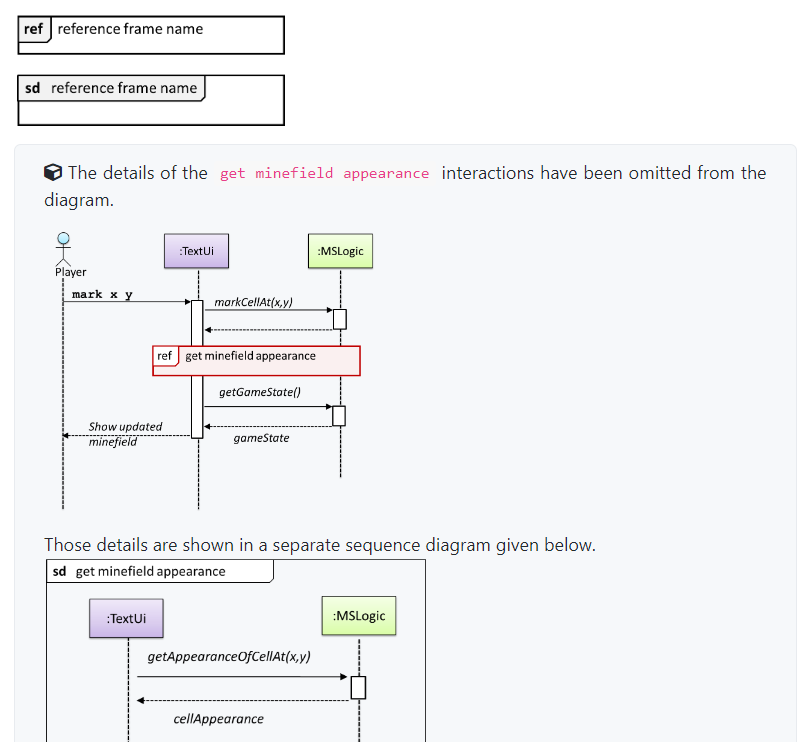 ref reference frame name
sd reference frame name
The details of the get minefield appearance interactions have been omitted from the
diagram.
:TextUi :MSLogic
Player
mark x y
markCellAt(x,y)
ref get minefield appearance
getGameState()
Show updated
minefield
gameState
Those details are shown in a separate sequence diagram given below.
sd get minefield appearance
:TextUi :MSLogic
getAppearanceOfCellAt(x,y)
cellAppearance